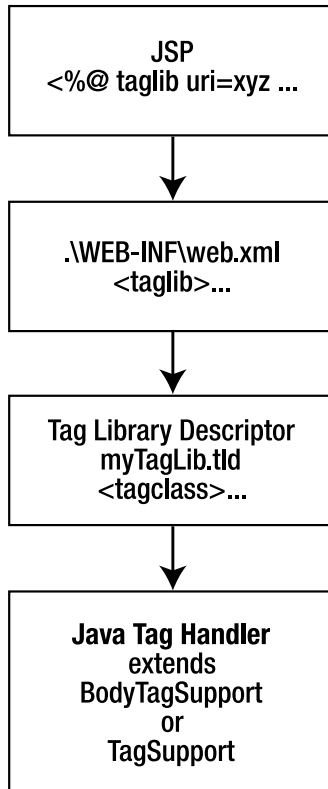 JSP
<%@ taglib uri=xyz ...
.\WEB-INF\web.xml
<taglib>...
Tag Library Descriptor
myTagLib.tld
<tagclass>...
Java Tag Handler
extends
BodyTagSupport
or
TagSupport